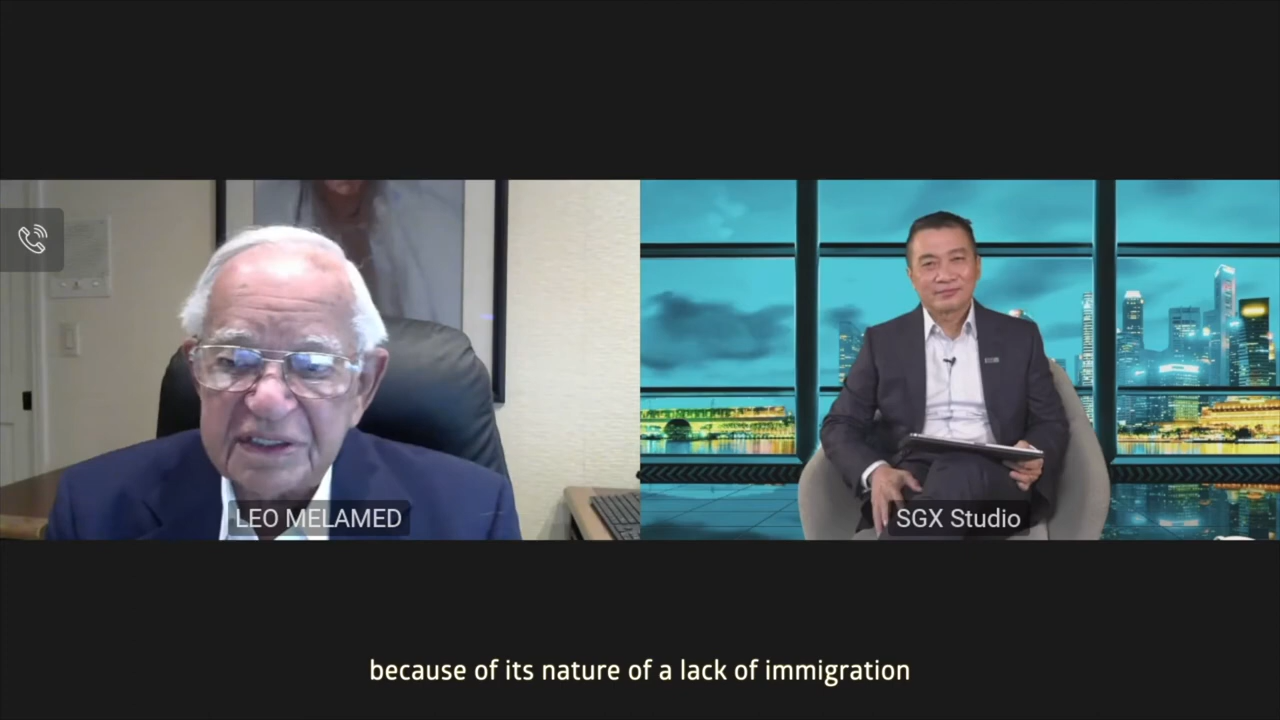 LEO MELAMED
SGX Studio
because of its nature of a lack of immigration